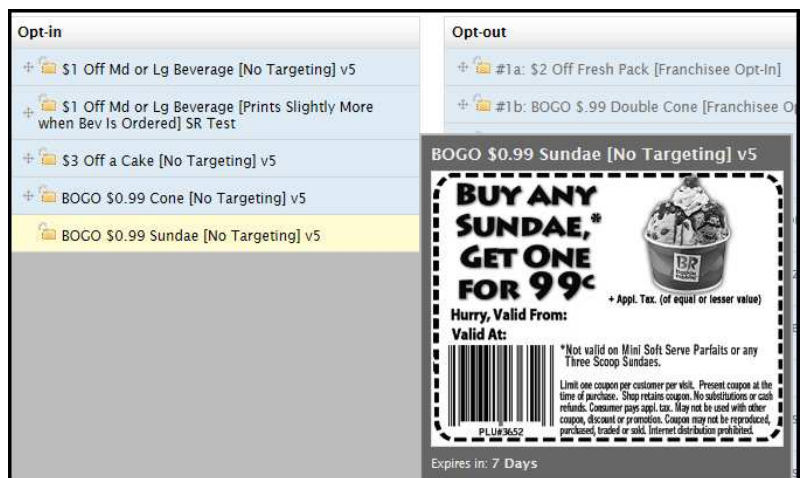 Opt-in
Opt-out
$1 Off Md or Lg Beverage [No Targeting] v5
$1 Off Md or Lg Beverage [Prints Slightly More
when Bev Is Ordered] SR Test
$3 Off a Cake [No Targeting] v5
BOGO $0.99 Cone [No Targeting] v5
BOGO $0.99 Sundae [No Targeting] v5
#1a: $2 Off Fresh Pack [Franchisee Opt-In]
#1b: BOGO $.99 Double Cone [Franchisee
BOGO $0.99 Sundae [No Targeting] v5
BUY ANY
SUNDAE,*
GET ONE
FOR 99¢
BR
+ Appl. Tax. (of equal or lesser value)
Hurry, Valid From:
Valid At:
*Not valid on Mini Soft Serve Parfaits or any
Three Scoop Sundaes.
Limit one coupon per customer per visit. Present coupon at the
time of purchase. Shop retains coupon. No substitutions or cash
refunds. Consumer pays appl. tax. May not be used with other
coupon, discount or promotion. Coupon may not be reproduced,
purchased, traded or sold. Internet distribution prohibited.
PLU#3652
Expires in: 7 Days